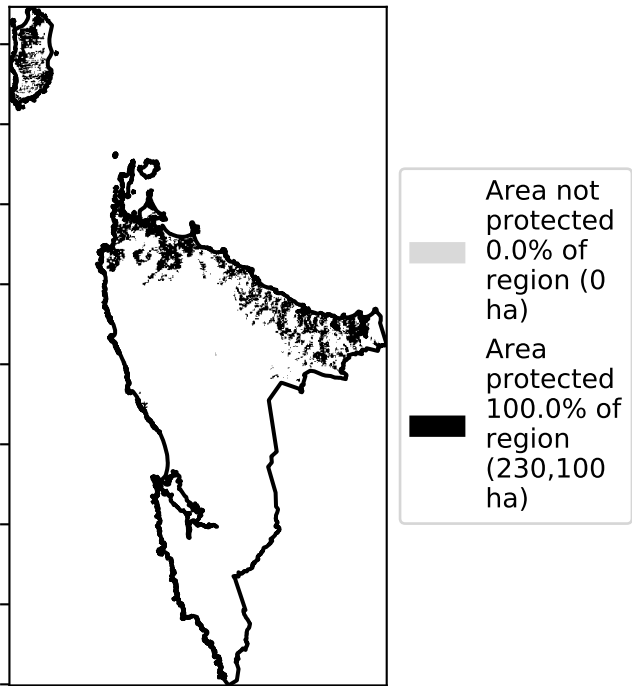 Area not
protected
0.0% of
region (0
ha)
Area
protected
100.0% of
region
(230,100
ha)